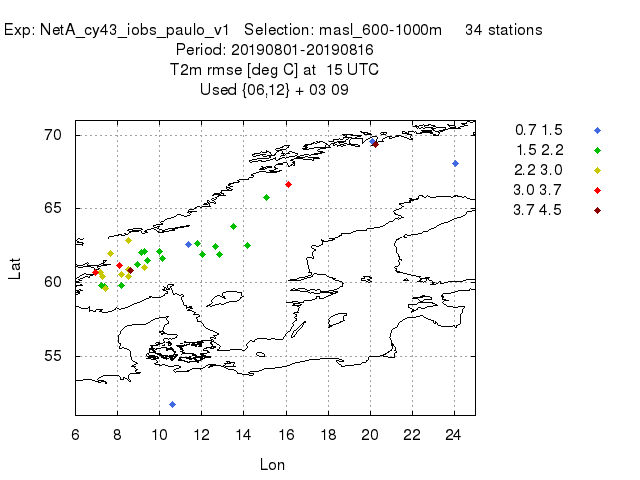 Exp: NetA_cy43_iobs_paulo_v1 Selection: masl_600-1000m 34 stations
Period: 20190801-20190816
T2m rmse [deg C] at 15 UTC
Used {06,12} + 03 09
0.7 1.5
1.5 2.2
2.2 3.0
3.0 3.7
3.7 4.5
70
65
60
55
Lat
6 8 10 12 14 16 18 20 22 24
Lon